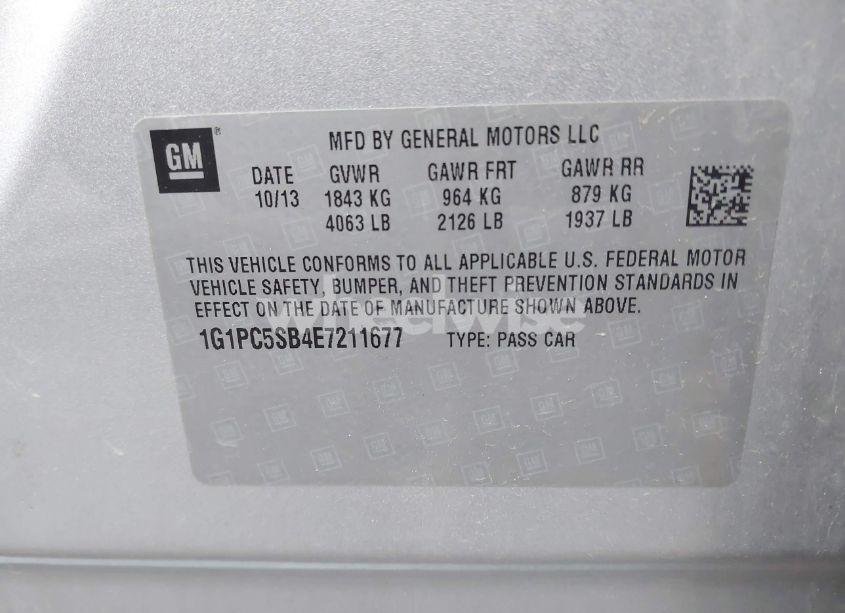 GM
MFD BY GENERAL MOTORS LLC
DATE GVWR GAWR FRT GAWR RR
10/13 1843 KG 964 KG 879 KG
4063 LB 2126 LB 1937 LB
THIS VEHICLE CONFORMS TO ALL APPLICABLE U.S. FEDERAL MOTOR
VEHICLE SAFETY, BUMPER, AND THEFT PREVENTION STANDARDS IN
EFFECT ON THE DATE OF MANUFACTURE SHOWN ABOVE.
wheelwise
1G1PC5SB4E7211677 TYPE: PASS CAR